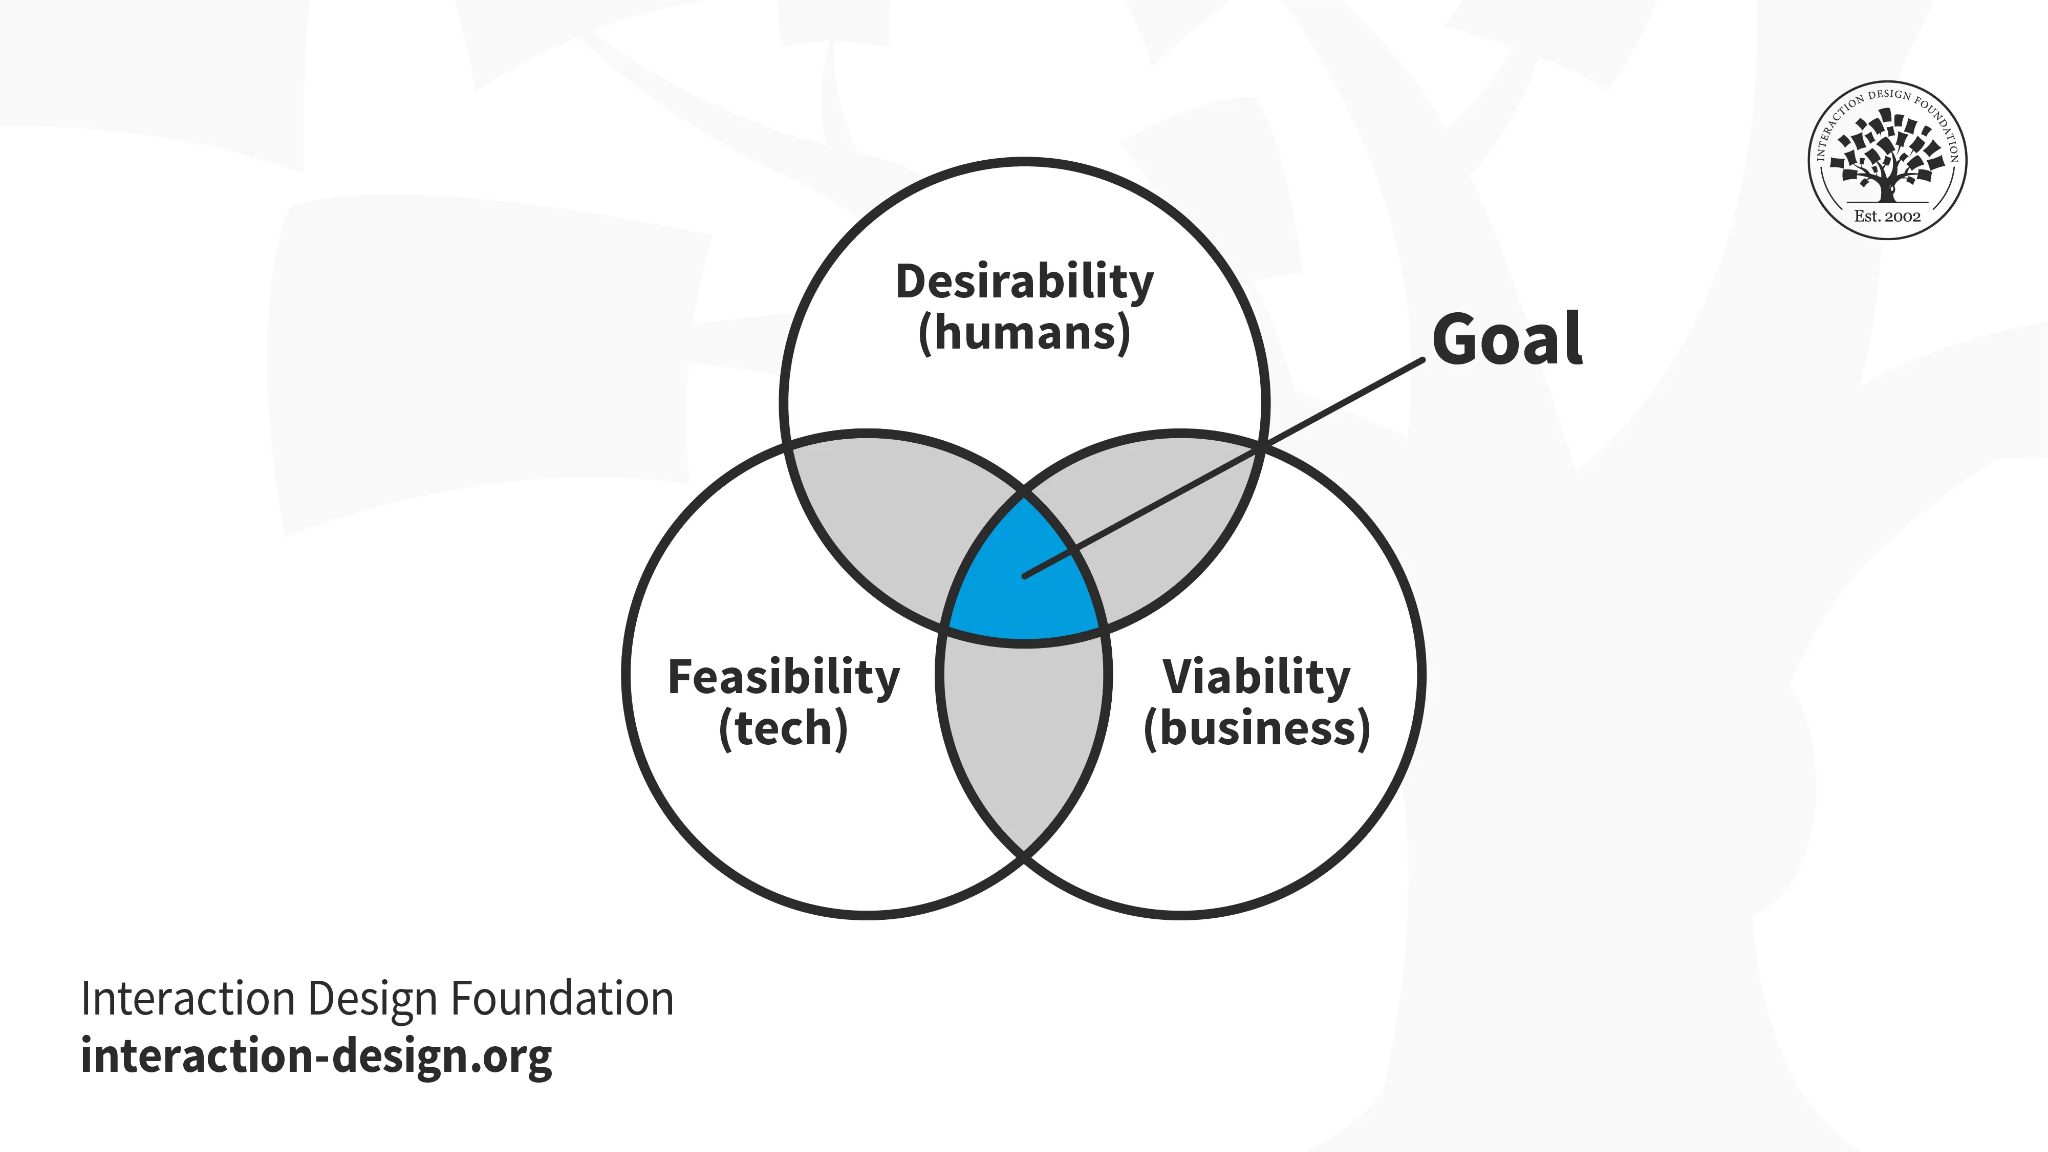 INTERACTION DESIGN FOUNDATION
Est. 2002
Desirability
(humans)
Goal
Feasibility
(tech)
Viability
(business)
Interaction Design Foundation
interaction-design.org